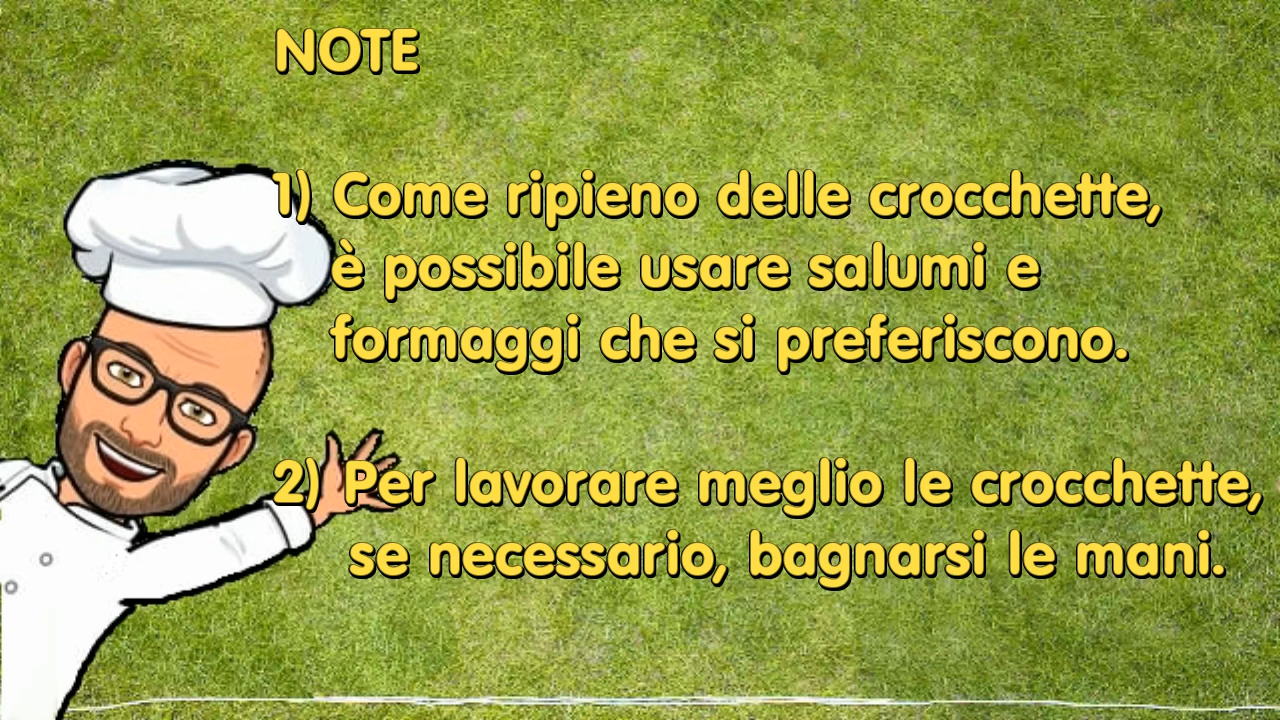 NOTE
1) Come ripieno delle crocchette,
è possibile usare salumi e
formaggi che si preferiscono.
2) Per lavorare meglio le crocchette,
se necessario, bagnarsi le mani.